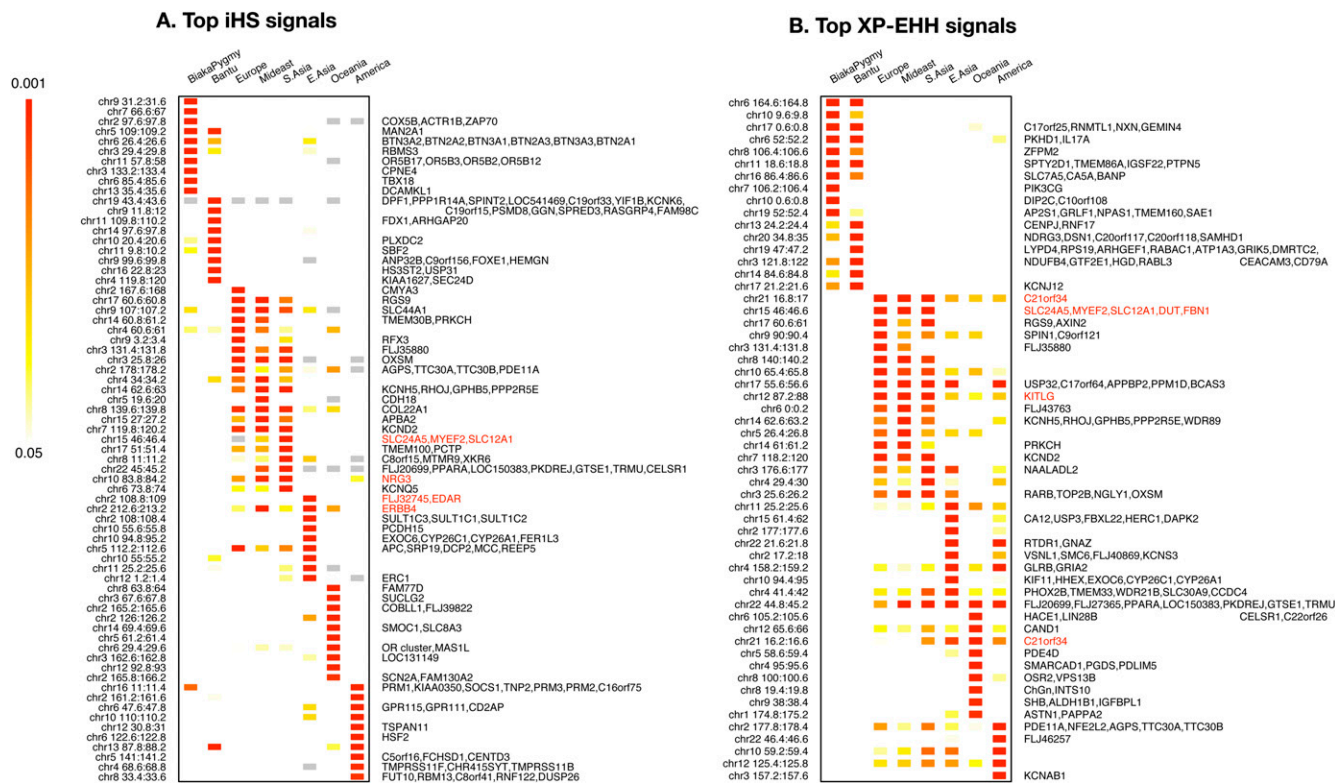 A. Top iHS signals
BiakaPygmy
Bantu
Europe
Mideast
S.Asia
E.Asia
Oceania
America
0.001
0.05
chr9 31.2:31.6
chr7 66.6:67
chr2 97.6:97.8 COX5B,ACTR1B,ZAP70
chr5 109:109.2 MAN2A1
chr6 26.4:26.6 BTN3A2,BTN2A2,BTN3A1,BTN2A3,BTN3A3,BTN2A1
chr3 29.4:29.8 RBMS3
chr11 57.8:58 OR5B17,OR5B3,OR5B2,OR5B12
chr3 133.2:133.4 CPNE4
chr6 85.4:85.6 TBX18
chr13 35.4:35.6 DCAMKL1
chr19 43.4:43.6 DPF1,PPP1R14A,SPINT2,LOC541469,C19orf33,YIF1B,KCNK6,
chr9 11.8:12 C19orf15,PSMD8,GGN,SPRED3,RASGRP4,FAM98C
chr11 109.8:110.2 FDX1,ARHGAP20
chr14 97.6:97.8
chr10 20.4:20.6 PLXDC2
chr11 9.8:10.2 SBF2
chr9 99.6:99.8 ANP32B,C9orf156,FOXE1,HEMGN
chr16 22.8:23 HS3ST2,USP31
chr4 119.8:120 KIAA1627,SEC24D
chr2 167.6:168 CMYA3
chr17 60.6:60.8 RGS9
chr9 107:107.2 SLC44A1
chr14 60.8:61.2 TMEM30B,PRKCH
chr4 60.6:61
chr9 3.2:3.4 RFX3
chr3 131.4:131.8 FLJ35880
chr3 25.8:26 OXSM
chr2 178:178.2 AGPS,TTC30A,TTC30B,PDE11A
chr4 34:34.2
chr14 62.6:63 KCNH5,RHOJ,GPHB5,PPP2R5E
chr5 19.6:20 CDH18
chr8 139.6:139.8 COL22A1
chr15 27:27.2 APBA2
chr7 119.8:120.2 KCND2
chr15 46:46.4 SLC24A5,MYEF2,SLC12A1
chr17 51:51.4 TMEM100,PCTP
chr8 11:11.2 C8orf15,MTMR9,XKR6
chr22 45:45.2 FLJ20699,PPARA,LOC150383,PKDREJ,GTSE1,TRMU,CELSR1
chr10 83.8:84.2 NRG3
chr6 73.8:74 KCNQ5
chr2 108.8:109 FLJ32745,EDAR
chr2 212.6:213.2 ERBB4
chr2 108:108.4 SULT1C3,SULT1C1,SULT1C2
chr10 55.6:55.8 PCDH15
chr10 94.8:95.2 EXOC6,CYP26C1,CYP26A1,FER1L3
chr5 112.2:112.6 APC,SRP19,DCP2,MCC,REEP5
chr10 55:55.2
chr11 25.2:25.6
chr12 1.2:1.4 ERC1
chr8 63.8:64 FAM77D
chr3 67.6:67.8 SUCLG2
chr2 165.2:165.6 COBLL1,FLJ39822
chr2 126:126.2
chr14 69.4:69.6 SMOC1,SLC8A3
chr5 61.2:61.4
chr6 29.4:29.6 OR cluster,MAS1L
chr3 162.6:162.8 LOC131149
chr12 92.8:93
chr2 165.8:166.2 SCN2A,FAM130A2
chr16 11:11.4 PRM1,KIAA0350,SOCS1,TNP2,PRM3,PRM2,C16orf75
chr2 161.2:161.6
chr6 47.6:47.8 GPR115,GPR111,CD2AP
chr10 110:110.2
chr12 30.8:31 TSPAN11
chr6 122.6:122.8 HSF2
chr13 87.8:88.2
chr5 141:141.2 C5orf16,FCHSD1,CENTD3
chr4 68.6:68.8 TMPRSS11F,CHR415SYT,TMPRSS11B
chr8 33.4:33.6 FUT10,RBM13,C8orf41,RNF122,DUSP26
B. Top XP-EHH signals
BiakaPygmy
Bantu
Europe
Mideast
S.Asia
E.Asia
Oceania
America
chr6 164.6:164.8
chr10 9.6:9.8
chr17 0.6:0.8 C17orf25,RNMTL1,NXN,GEMIN4
chr6 52:52.2 PKHD1,IL17A
chr8 106.4:106.6 ZFPM2
chr11 18.6:18.8 SPTY2D1,TMEM86A,IGSF22,PTPN5
chr16 86.4:86.6 SLC7A5,CA5A,BANP
chr7 106.2:106.4 PIK3CG
chr10 0.6:0.8 DIP2C,C10orf108
chr19 52:52.4 AP2S1,GRLF1,NPAS1,TMEM160,SAE1
chr13 24.2:24.4 CENPJ,RNF17
chr20 34.8:35 NDRG3,DSN1,C20orf117,C20orf118,SAMHD1
chr19 47:47.2 LYPD4,RPS19,ARHGEF1,RABAC1,ATP1A3,GRIK5,DMRTC2,
chr3 121.8:122 NDUFB4,GTF2E1,HGD,RABL3 CEACAM3,CD79A
chr14 84.6:84.8
chr17 21.2:21.6 KCNJ12
chr21 16.8:17 C21orf34
chr15 46:46.6 SLC24A5,MYEF2,SLC12A1,DUT,FBN1
chr17 60.6:61 RGS9,AXIN2
chr9 90:90.4 SPIN1,C9orf121
chr3 131.4:131.8 FLJ35880
chr8 140:140.2
chr10 65.4:65.8
chr17 55.6:56.6 USP32,C17orf64,APPBP2,PPM1D,BCAS3
chr12 87.2:88 KITLG
chr6 0:0.2 FLJ43763
chr14 62.6:63.2 KCNH5,RHOJ,GPHB5,PPP2R5E,WDR89
chr5 26.4:26.8
chr14 61:61.2 PRKCH
chr7 118.2:120 KCND2
chr3 176.6:177 NAALADL2
chr4 29.4:30
chr3 25.6:26.2 RARB,TOP2B,NGLY1,OXSM
chr11 25.2:25.6
chr15 61.4:62 CA12,USP3,FBXL22,HERC1,DAPK2
chr2 177:177.6
chr22 21.6:21.8 RTDR1,GNAZ
chr2 17.2:18 VSNL1,SMC6,FLJ40869,KCNS3
chr4 158.2:159.2 GLRB,GRIA2
chr10 94.4:95 KIF11,HHEX,EXOC6,CYP26C1,CYP26A1
chr4 41.4:42 PHOX2B,TMEM33,WDR21B,SLC30A9,CCDC4
chr22 44.8:45.2 FLJ20699,FLJ27365,PPARA,LOC150383,PKDREJ,GTSE1,TRMU
chr6 105.2:105.6 HACE1,LIN28B CELSR1,C22orf26
chr12 65.6:66 CAND1
chr21 16.2:16.6 C21orf34
chr5 58.6:59.4 PDE4D
chr4 95:95.6 SMARCAD1,PGDS,PDLIM5
chr8 100:100.6 OSR2,VPS13B
chr8 19.4:19.8 ChGn,INTS10
chr9 38:38.4 SHB,ALDH1B1,IGFBPL1
chr1 174.8:175.2 ASTN1,PAPPA2
chr2 177.8:178.4 PDE11A,NFE2L2,AGPS,TTC30A,TTC30B
chr22 46.4:46.6 FLJ46257
chr10 59.2:59.4
chr12 125.4:125.8
chr3 157.2:157.6 KCNAB1